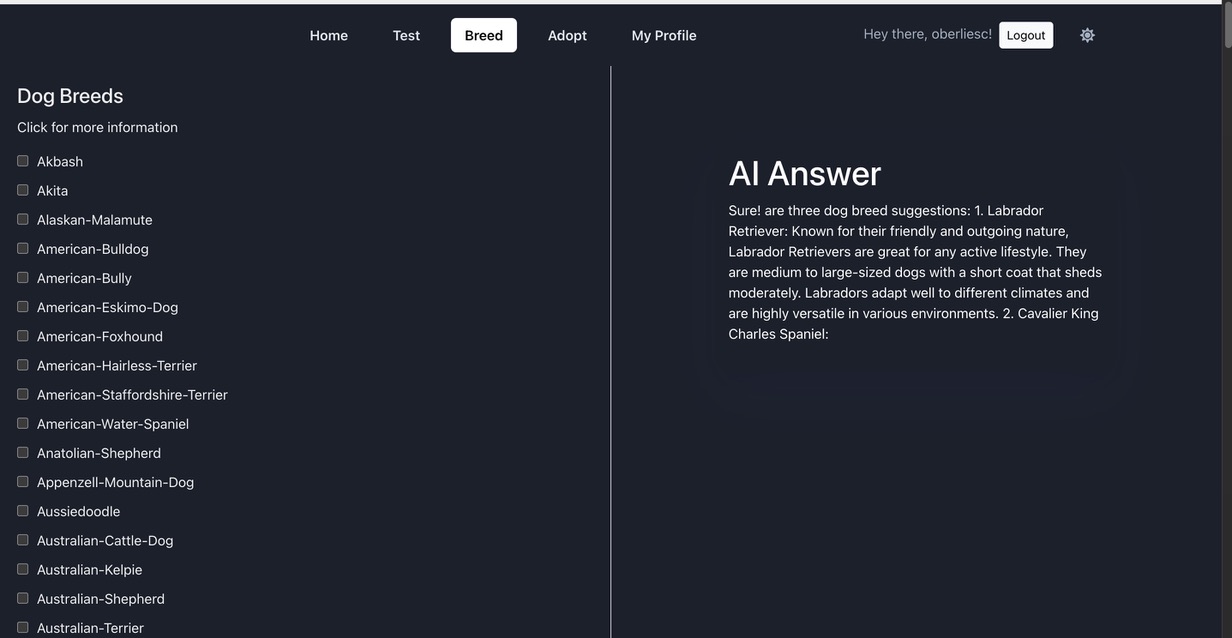 Home Test Breed Adopt My Profile Hey there, oberliesc! Logout
Dog Breeds
Click for more information
Akbash
Akita
Alaskan-Malamute
American-Bulldog
American-Bully
American-Eskimo-Dog
American-Foxhound
American-Hairless-Terrier
American-Staffordshire-Terrier
American-Water-Spaniel
Anatolian-Shepherd
Appenzell-Mountain-Dog
Aussiedoodle
Australian-Cattle-Dog
Australian-Kelpie
Australian-Shepherd
Australian-Terrier
AI Answer
Sure! are three dog breed suggestions: 1. Labrador
Retriever: Known for their friendly and outgoing nature,
Labrador Retrievers are great for any active lifestyle. They
are medium to large-sized dogs with a short coat that sheds
moderately. Labradors adapt well to different climates and
are highly versatile in various environments. 2. Cavalier King
Charles Spaniel: